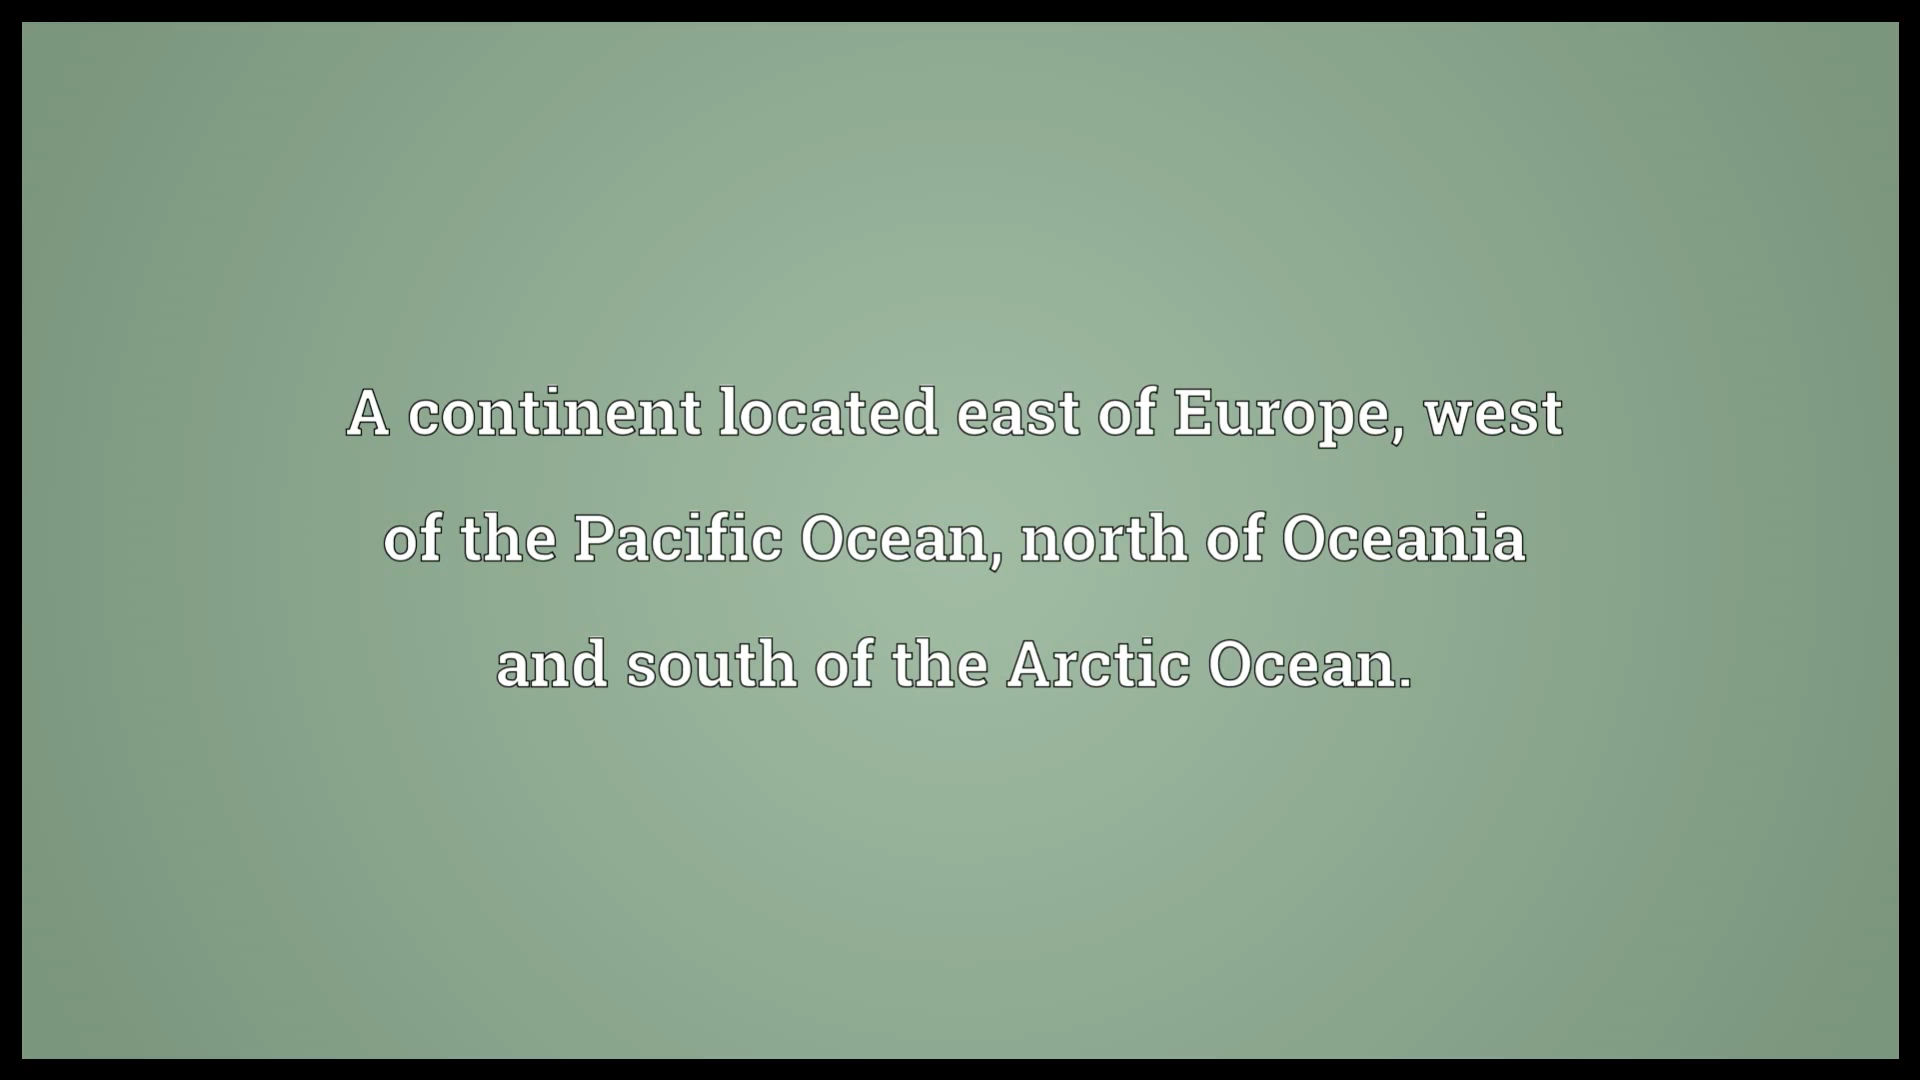 A continent located east of Europe, west
of the Pacific Ocean, north of Oceania
and south of the Arctic Ocean.